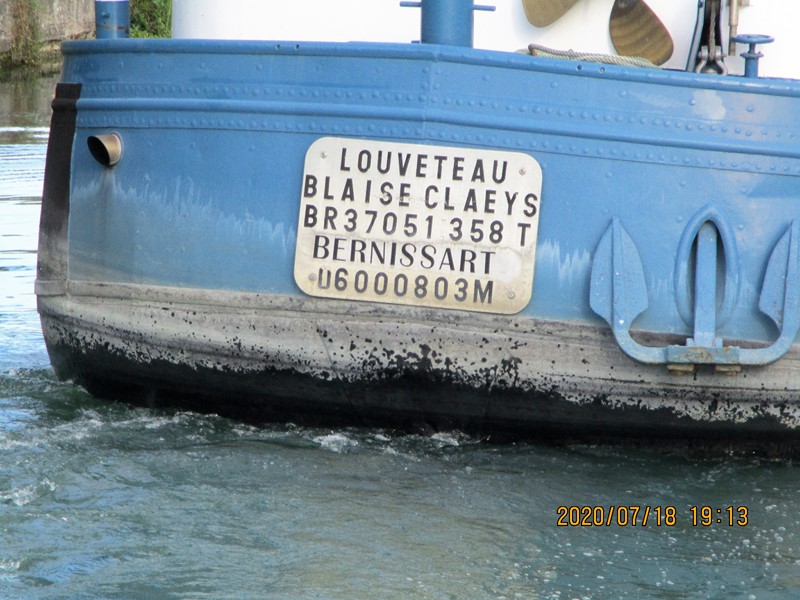 LOUVETEAU
BLAISE CLAEYS
BR37051 358 T
BERNISSART
U6000803M
2020/07/18 19:13